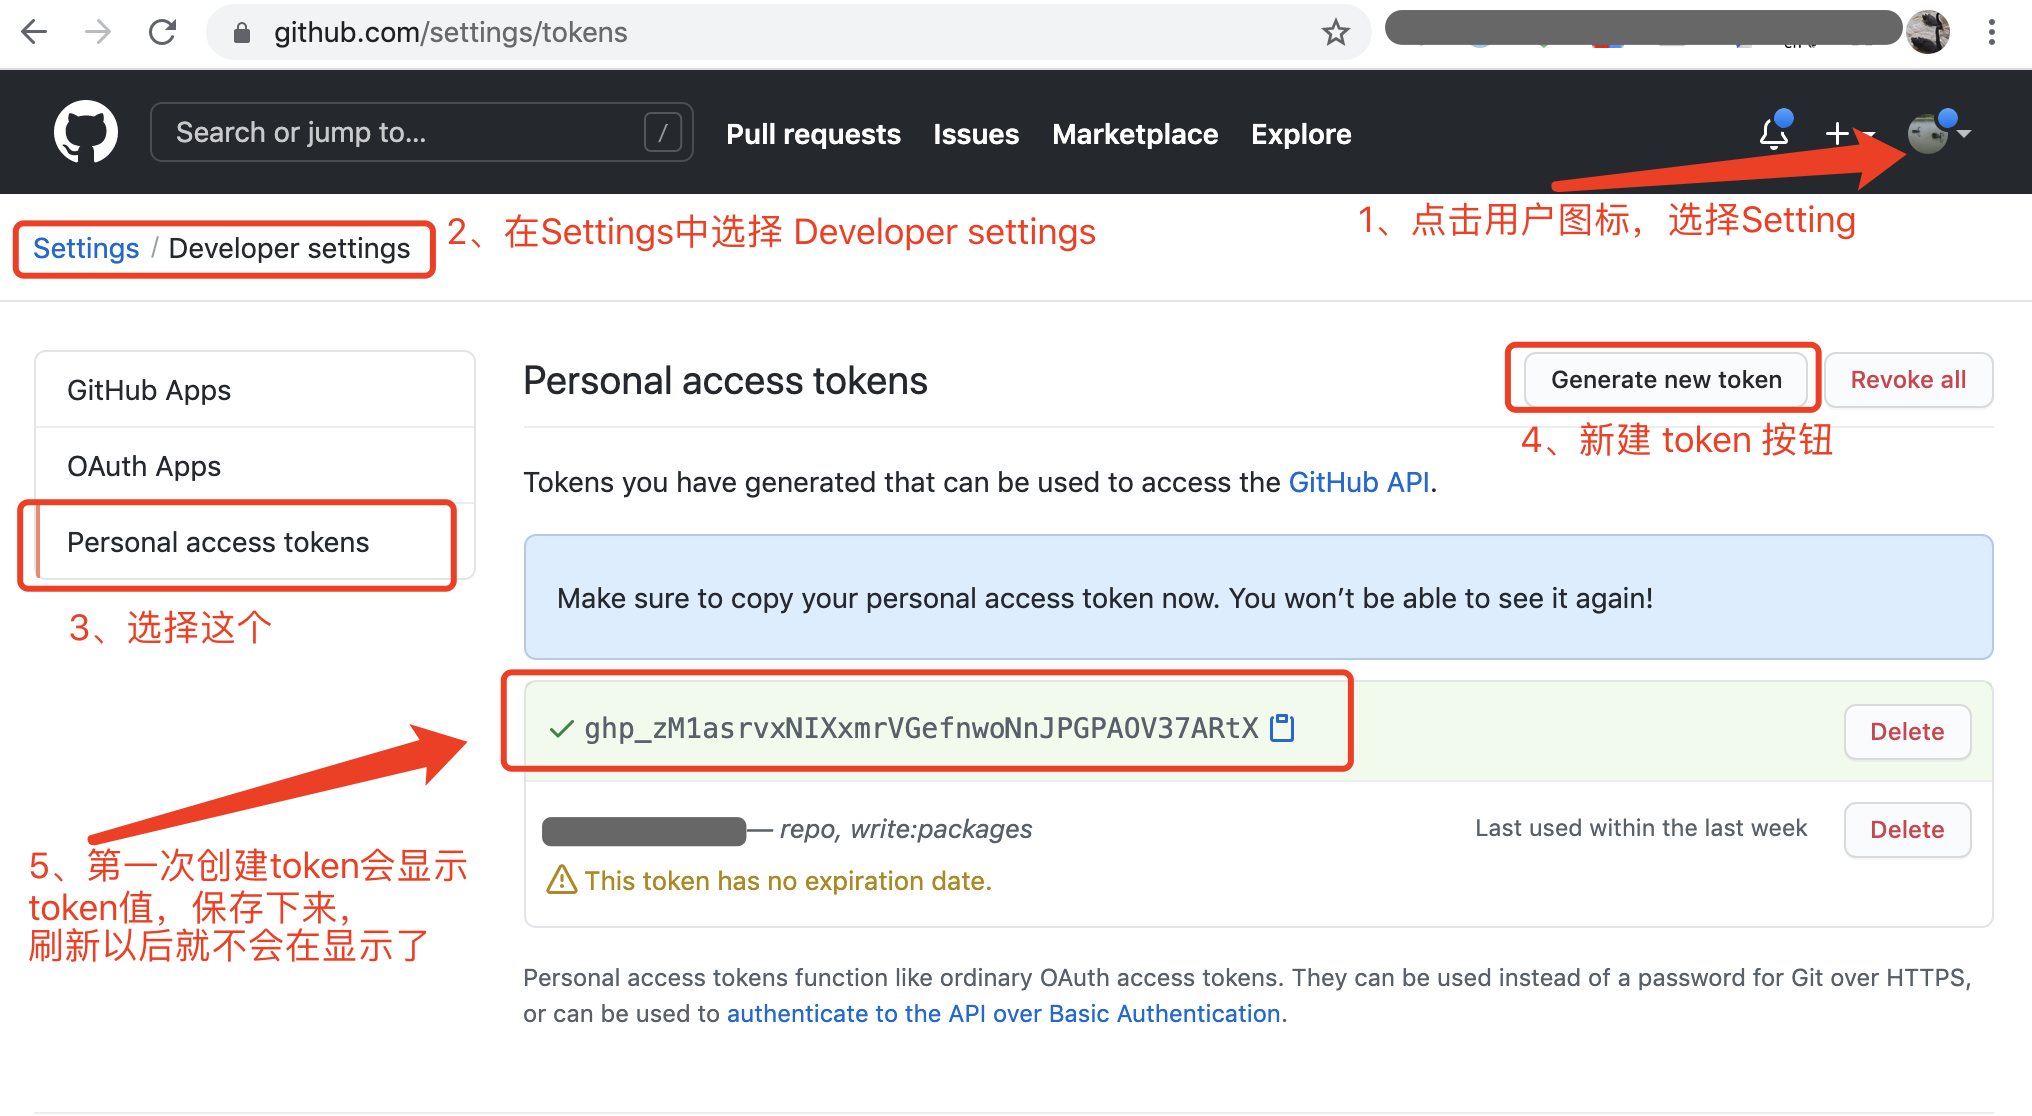 github.com/settings/tokens
Search or jump to... /
Pull requests Issues Marketplace Explore
1、点击用户图标，选择Setting
2、在Settings中选择 Developer settings
Settings / Developer settings
GitHub Apps
OAuth Apps
Personal access tokens
3、选择这个
Personal access tokens
Generate new token
Revoke all
4、新建 token 按钮
Tokens you have generated that can be used to access the GitHub API.
Make sure to copy your personal access token now. You won’t be able to see it again!
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
Delete
— repo, write:packages
Last used within the last week
Delete
This token has no expiration date.
5、第一次创建token会显示
token值，保存下来，
刷新以后就不会在显示了
Personal access tokens function like ordinary OAuth access tokens. They can be used instead of a password for Git over HTTPS,
or can be used to authenticate to the API over Basic Authentication.